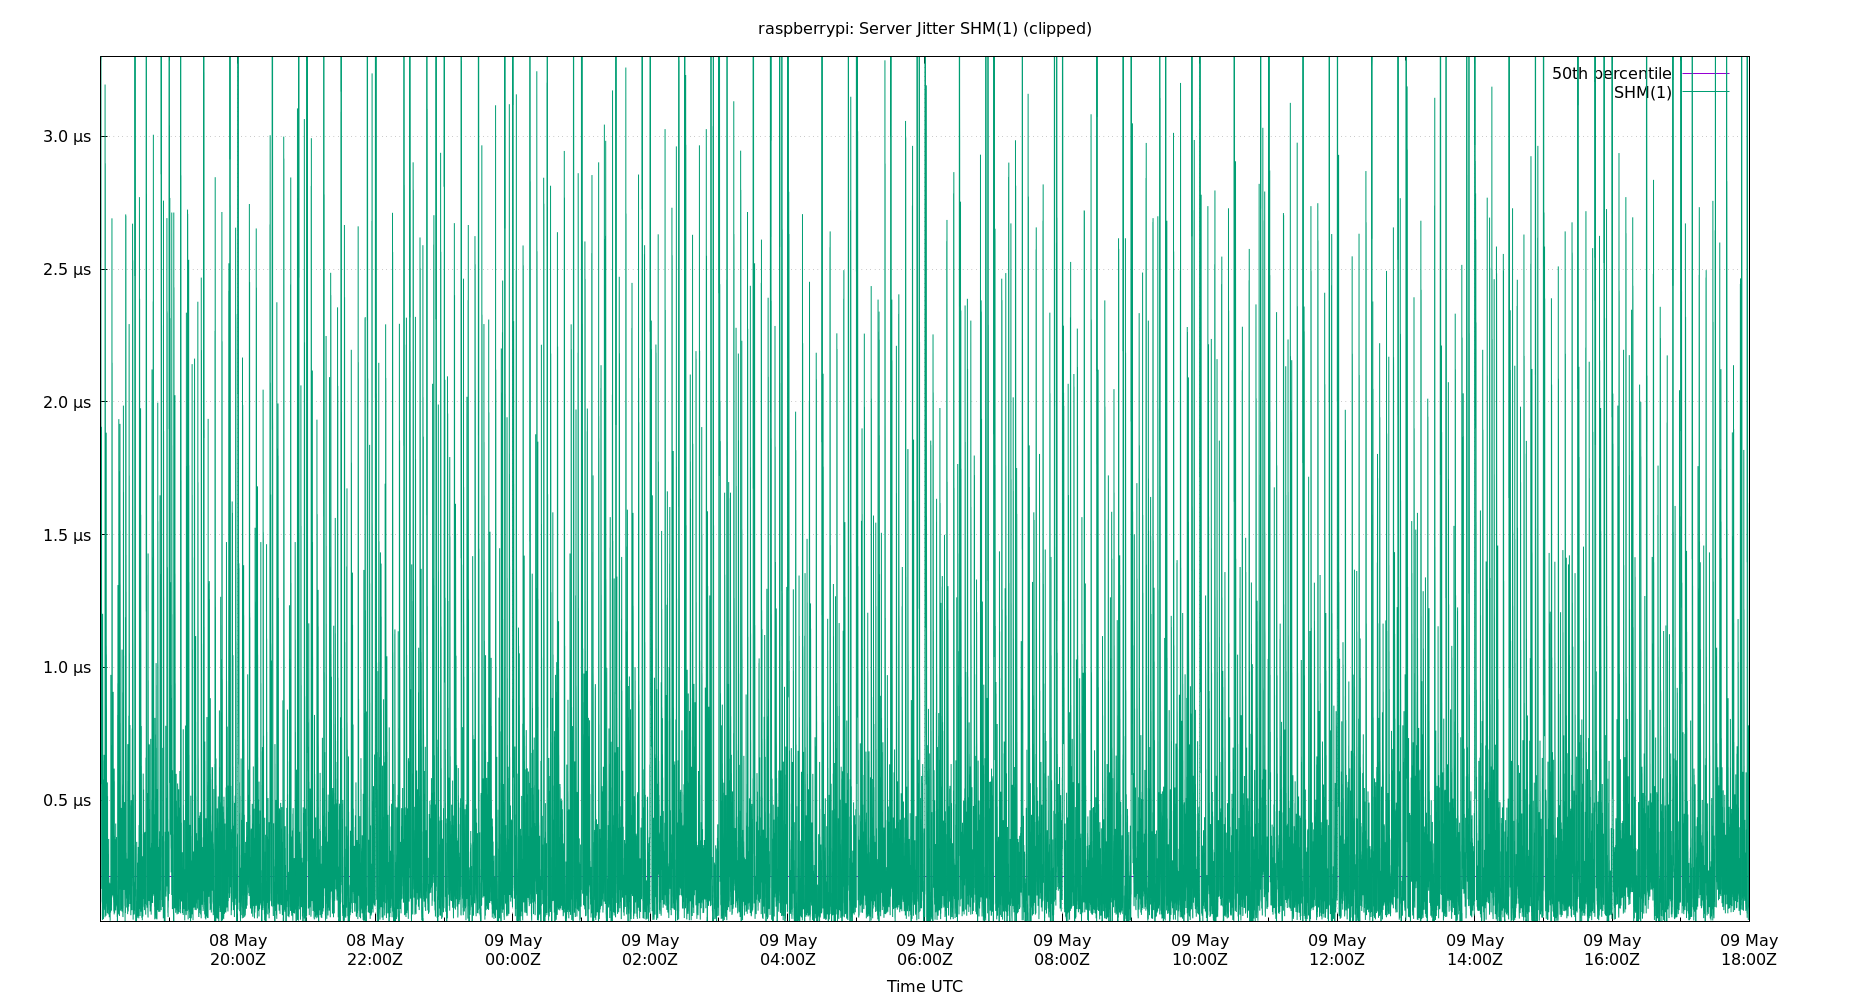 raspberrypi: Server Jitter SHM(1) (clipped)
50th percentile
SHM(1)
3.0 µs
2.5 µs
2.0 µs
1.5 µs
1.0 µs
0.5 µs
08 May 08 May 09 May 09 May 09 May 09 May 09 May 09 May 09 May 09 May 09 May 09 May
20:00Z 22:00Z 00:00Z 02:00Z 04:00Z 06:00Z 08:00Z 10:00Z 12:00Z 14:00Z 16:00Z 18:00Z
Time UTC